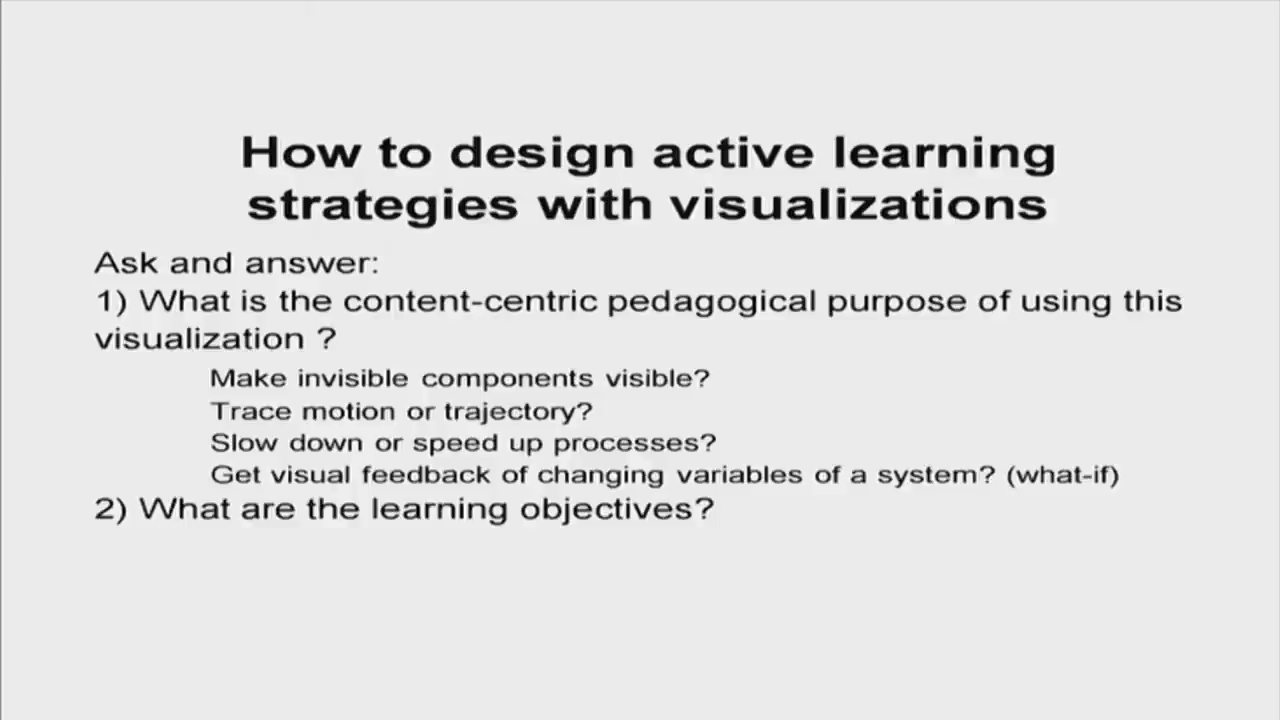 How to design active learning
strategies with visualizations
Ask and answer:
1) What is the content-centric pedagogical purpose of using this
visualization ?
Make invisible components visible?
Trace motion or trajectory?
Slow down or speed up processes?
Get visual feedback of changing variables of a system? (what-if)
2) What are the learning objectives?